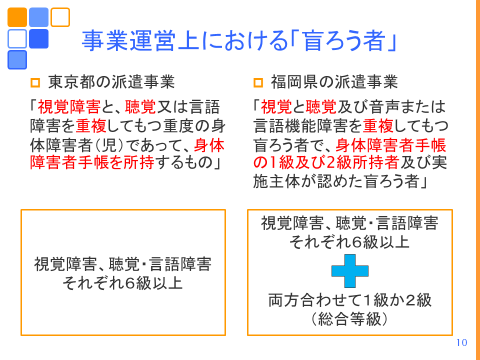 事業運営上における「盲ろう者」
東京都の派遣事業
「視覚障害と、聴覚又は言語
障害を重複してもつ重度の身
体障害者(児)であって、身体
障害者手帳を所持するもの」
福岡県の派遣事業
「視覚と聴覚及び音声または
言語機能障害を重複してもつ
盲ろう者で、身体障害者手帳
の1級及び2級所持者及び実
施主体が認めた盲ろう者」
視覚障害、聴覚・言語障害
それぞれ6級以上
視覚障害、聴覚・言語障害
それぞれ6級以上
両方合わせて1級か2級
(総合等級)
10